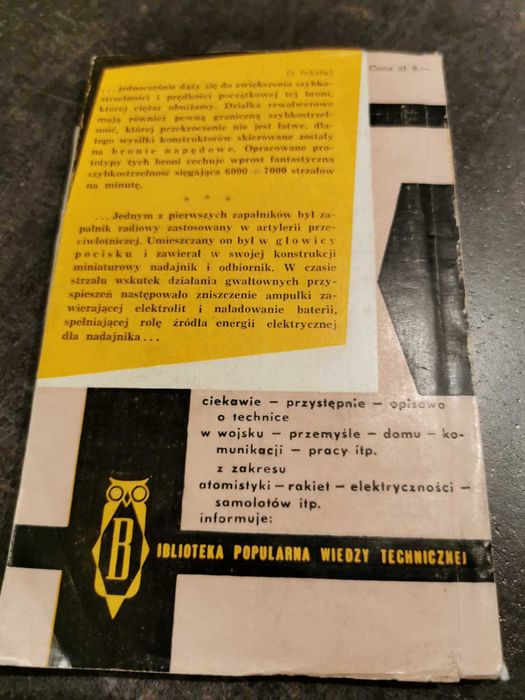 Cena zł 9,—
(z tekstu)
...jednocześnie dąży się do zwiększenia szybko-
strzelności i prędkości początkowej tej broni,
której ciężar obniżamy. Działka rewolwerowe
mają również pewną graniczną szybkostrzel-
ność, której przekroczenie nie jest łatwe, dla-
tego wysiłki konstruktorów skierowane zostały
na bronie napędowe. Opracowane pro-
totypy tych broni cechuje wprost fantastyczna
szybkostrzelność sięgająca 6000 ÷ 7000 strzałów
na minutę.
* * *
...Jednym z pierwszych zapalników był za-
palnik radiowy zastosowany w artylerii prze-
ciwlotniczej. Umieszczany on był w głowicy
pocisku i zawierał w swojej konstrukcji
miniaturowy nadajnik i odbiornik. W czasie
strzału wskutek działania gwałtownych przy-
spieszeń następowało zniszczenie ampułki za-
wierającej elektrolit i naładowanie baterii,
spełniającej rolę źródła energii elektrycznej
dla nadajnika...
ciekawie — przystępnie — opisowo
o technice
w wojsku — przemyśle — domu — ko-
munikacji — pracy itp.
z zakresu
atomistyki — rakiet — elektryczności —
samolotów itp.
informuje:
BIBLIOTEKA POPULARNA WIEDZY TECHNICZNEJ